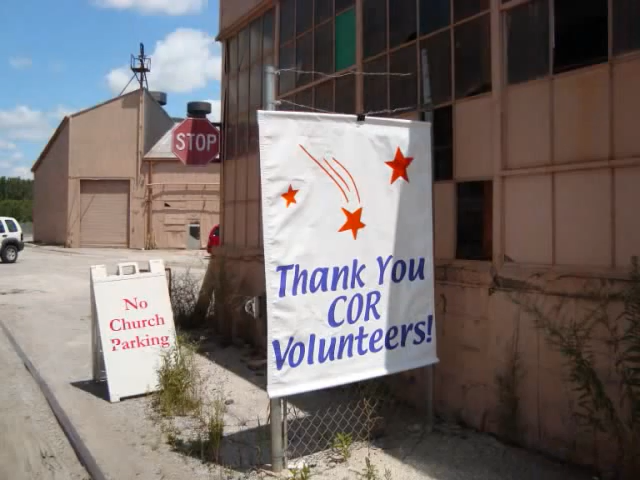 STOP
Thank You
COR
Volunteers!
No
Church
Parking